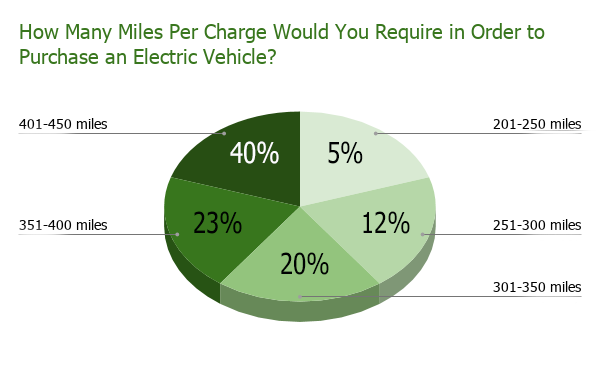 How Many Miles Per Charge Would You Require in Order to
Purchase an Electric Vehicle?
401-450 miles
201-250 miles
40%
5%
351-400 miles
23%
12%
251-300 miles
20%
301-350 miles